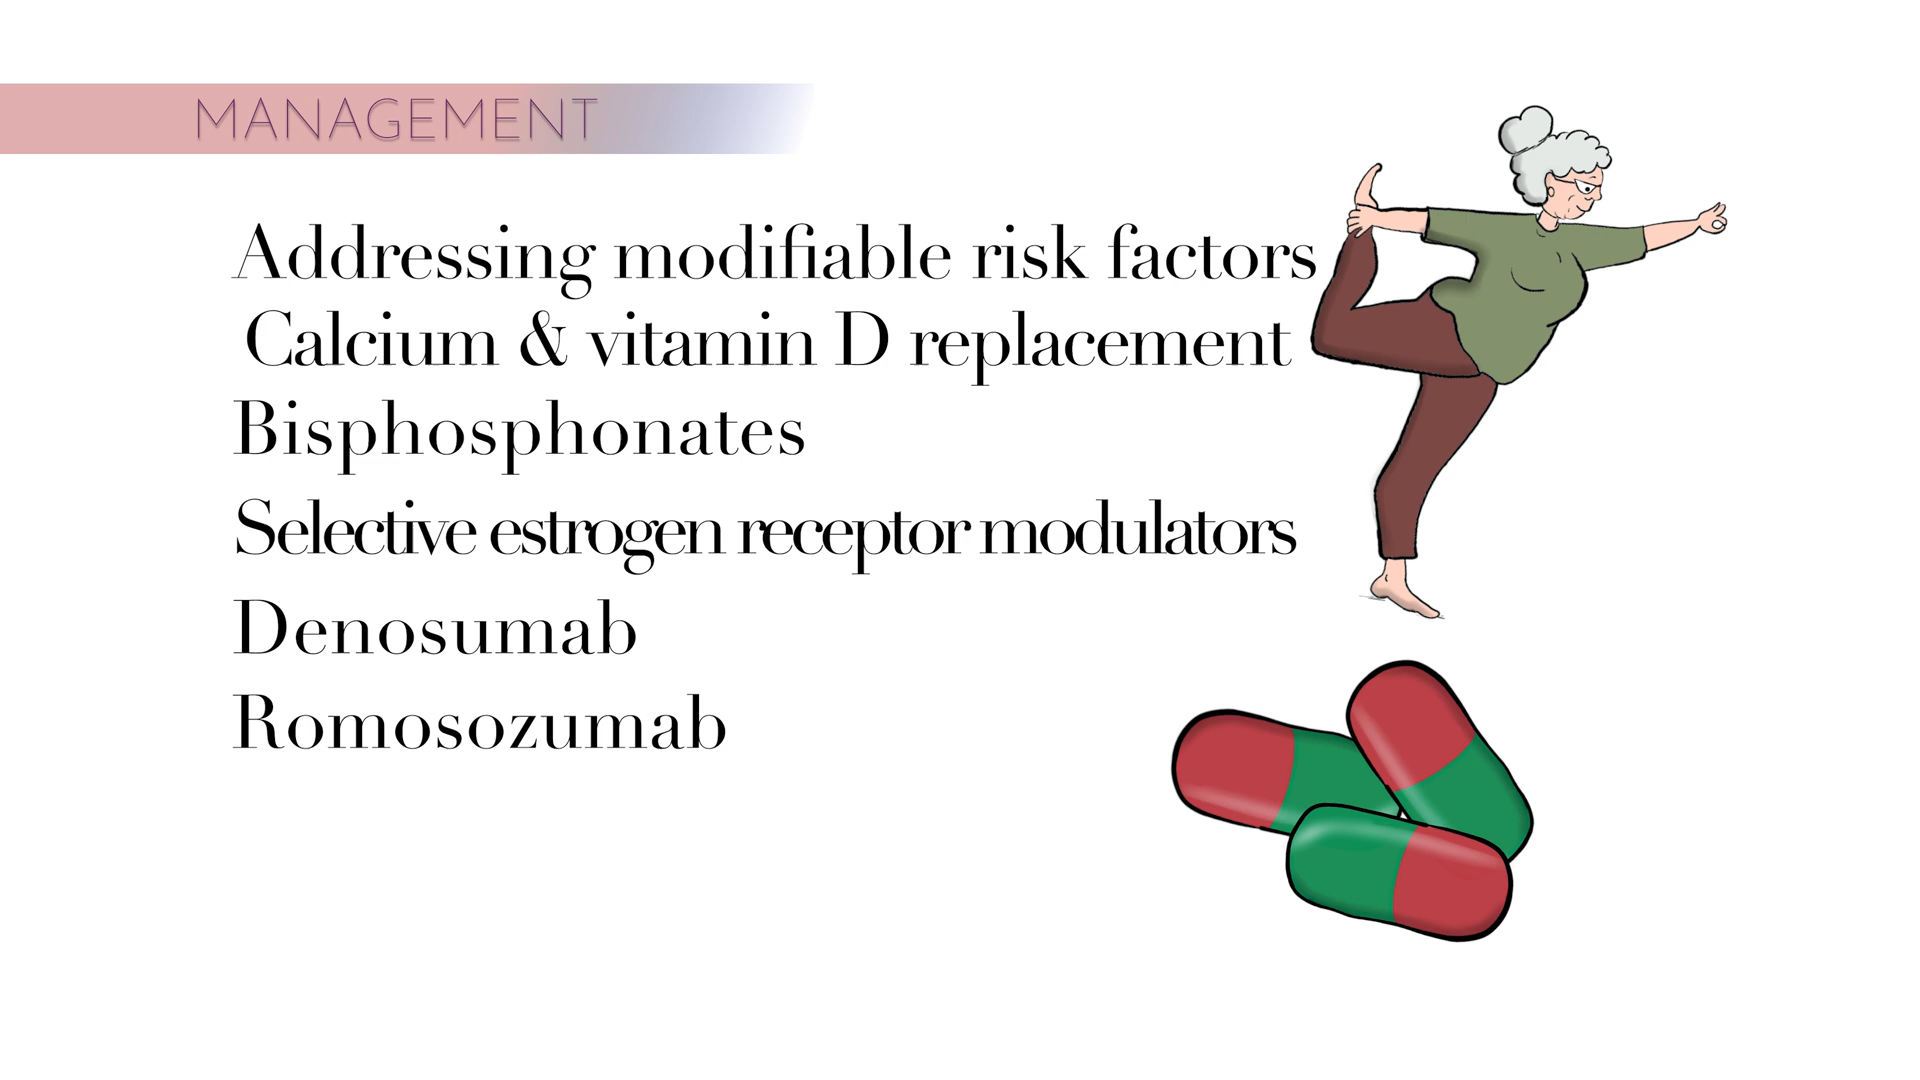 MANAGEMENT
Addressing modifiable risk factors
Calcium & vitamin D replacement
Bisphosphonates
Selective estrogen receptor modulators
Denosumab
Romosozumab